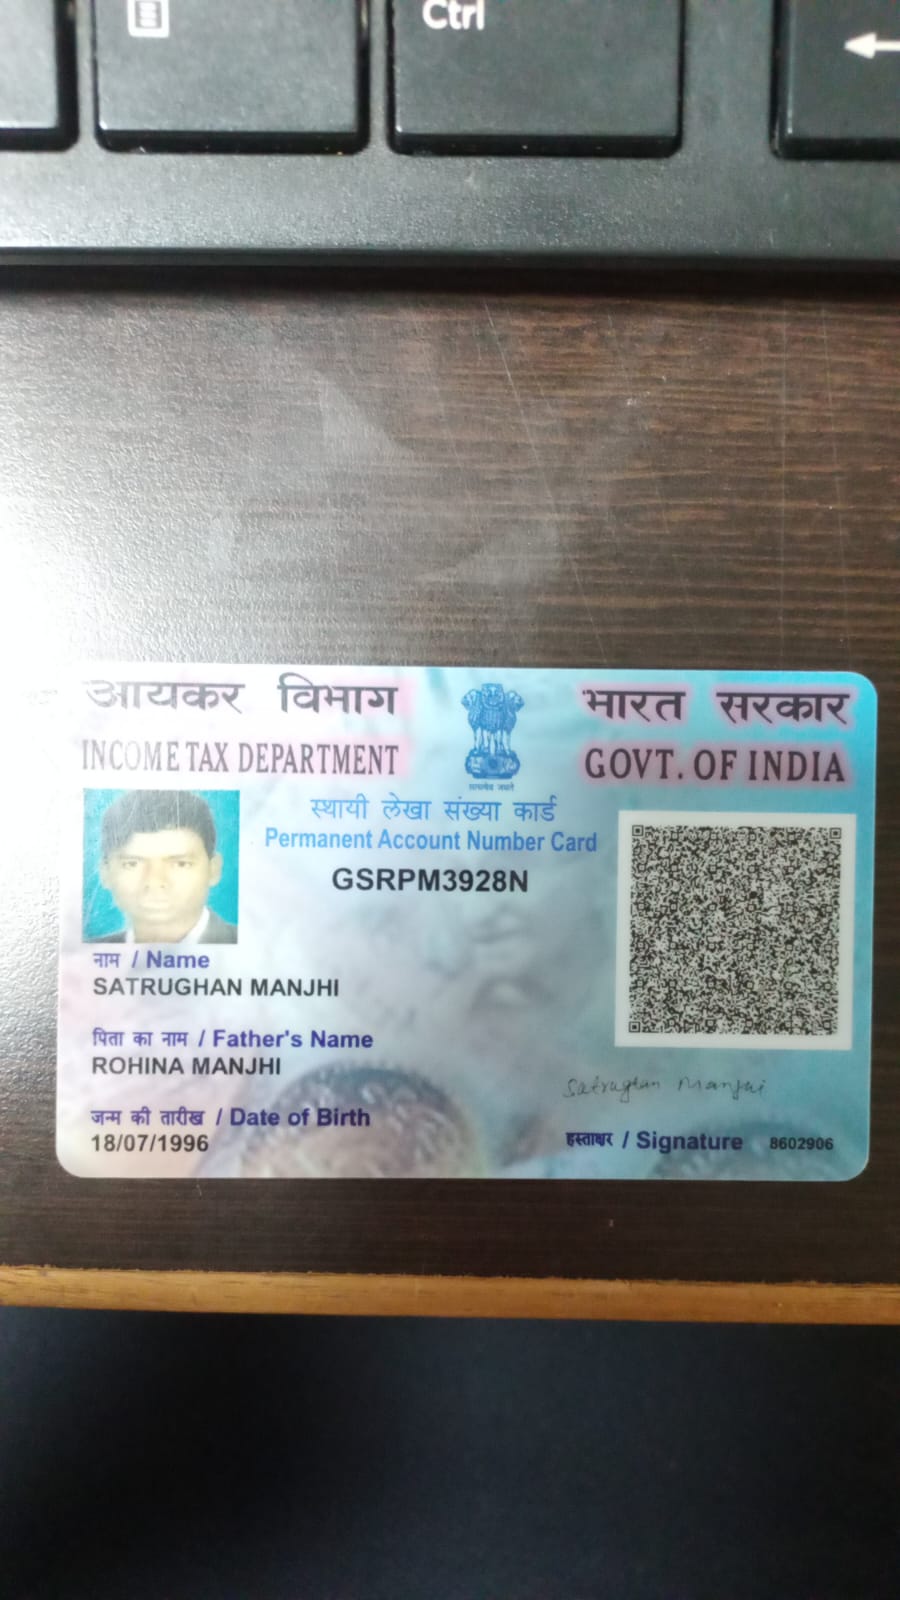 Ctrl
आयकर विभाग
INCOME TAX DEPARTMENT
भारत सरकार
GOVT. OF INDIA
सत्यमेव जयते
स्थायी लेखा संख्या कार्ड
Permanent Account Number Card
GSRPM3928N
नाम / Name
SATRUGHAN MANJHI
पिता का नाम / Father's Name
ROHINA MANJHI
जन्म की तारीख / Date of Birth
18/07/1996
Satrughan Manjhi
हस्ताक्षर / Signature 8602906